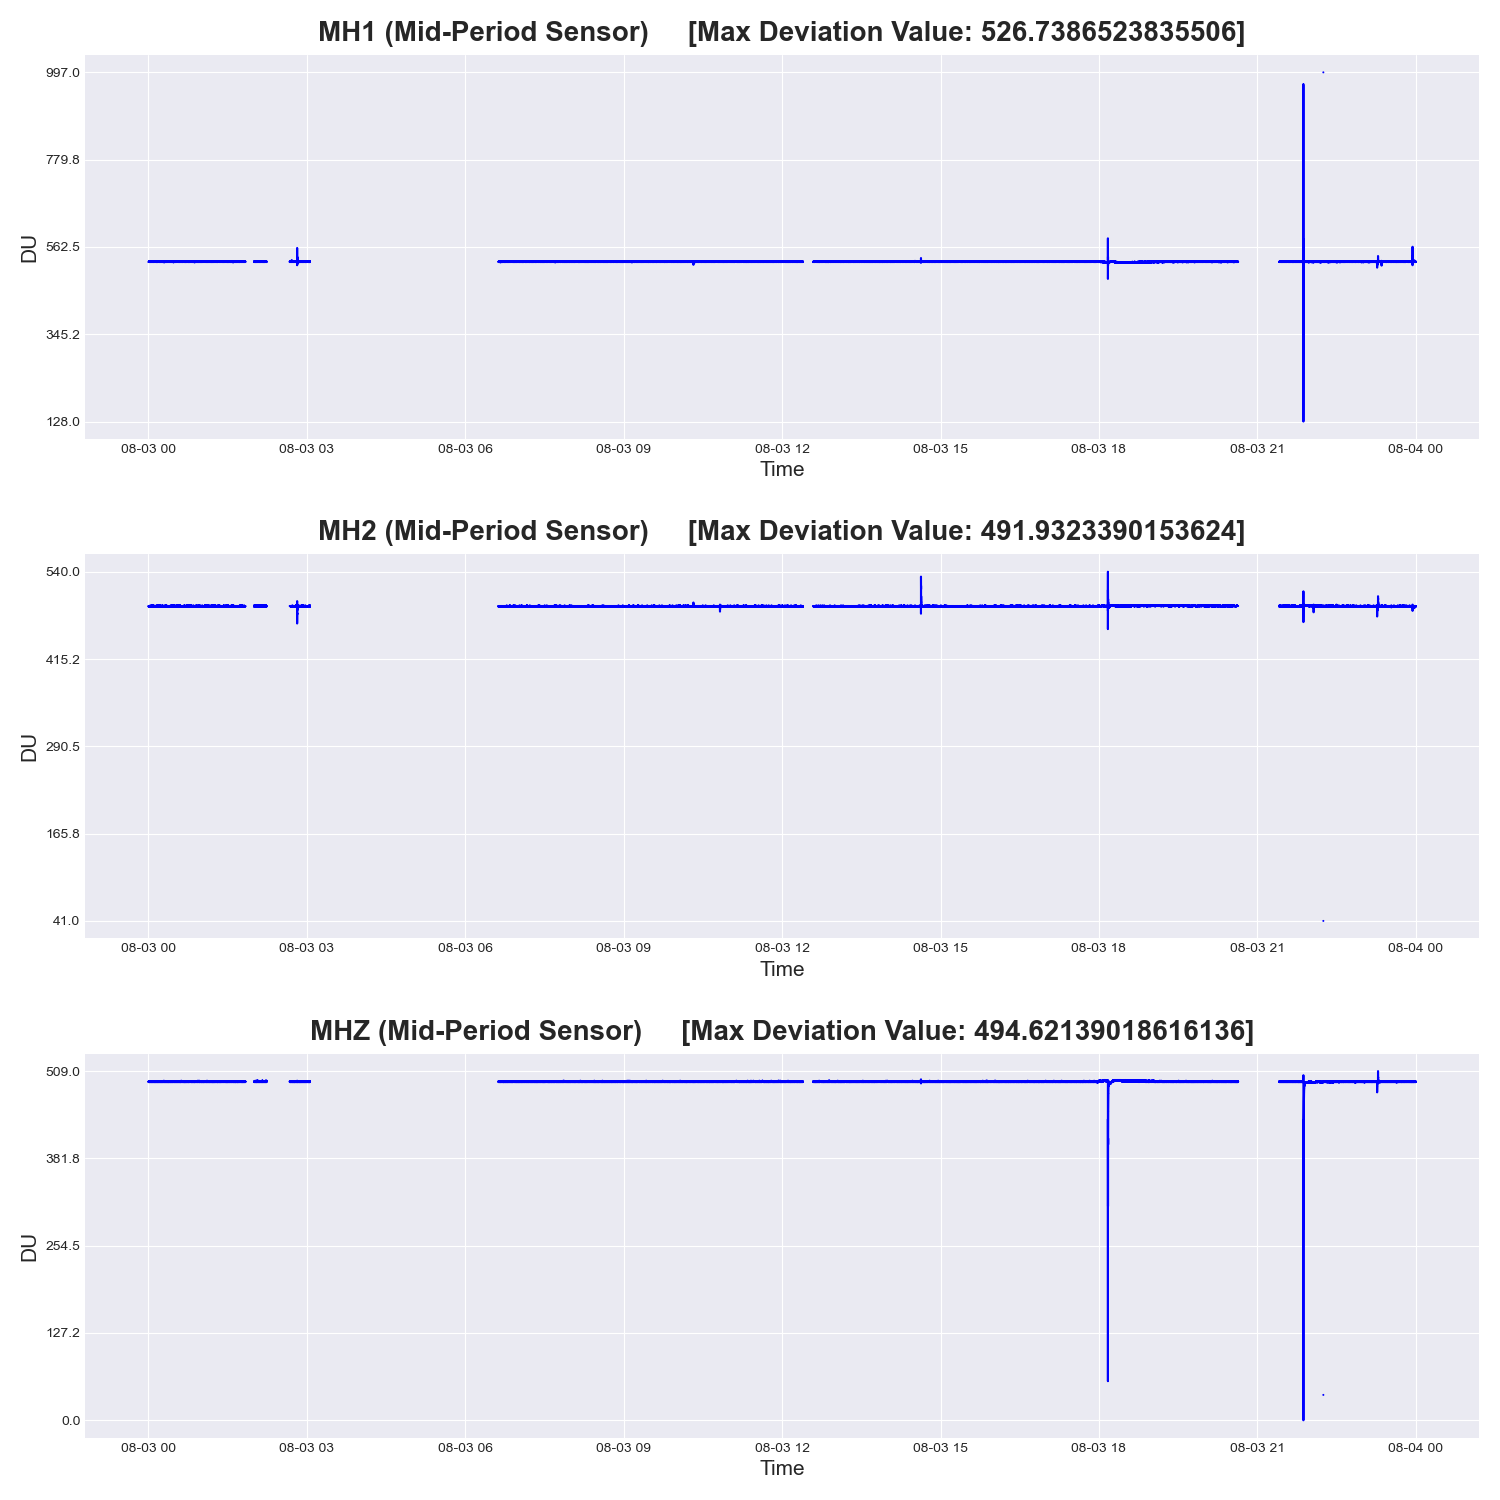 MH1 (Mid-Period Sensor)     [Max Deviation Value: 526.7386523835506]
997.0
779.8
562.5
345.2
128.0
DU
08-03 00 08-03 03 08-03 06 08-03 09 08-03 12 08-03 15 08-03 18 08-03 21 08-04 00
Time
MH2 (Mid-Period Sensor)     [Max Deviation Value: 491.9323390153624]
540.0
415.2
290.5
165.8
41.0
DU
08-03 00 08-03 03 08-03 06 08-03 09 08-03 12 08-03 15 08-03 18 08-03 21 08-04 00
Time
MHZ (Mid-Period Sensor)     [Max Deviation Value: 494.62139018616136]
509.0
381.8
254.5
127.2
0.0
DU
08-03 00 08-03 03 08-03 06 08-03 09 08-03 12 08-03 15 08-03 18 08-03 21 08-04 00
Time